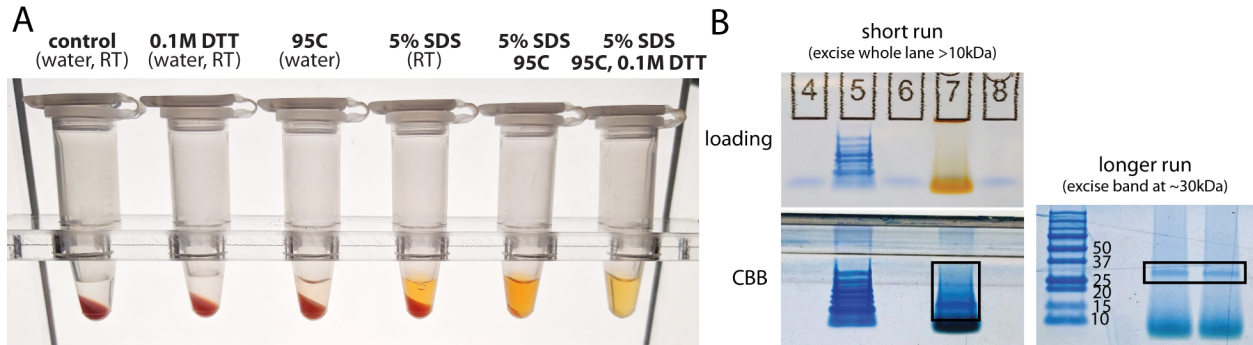 A
control
(water, RT)
0.1M DTT
(water, RT)
95C
(water)
5% SDS
(RT)
5% SDS
95C
5% SDS
95C, 0.1M DTT
B
short run
(excise whole lane >10kDa)
4 5 6 7 8
loading
CBB
longer run
(excise band at ~30kDa)
50
37
25
20
15
10